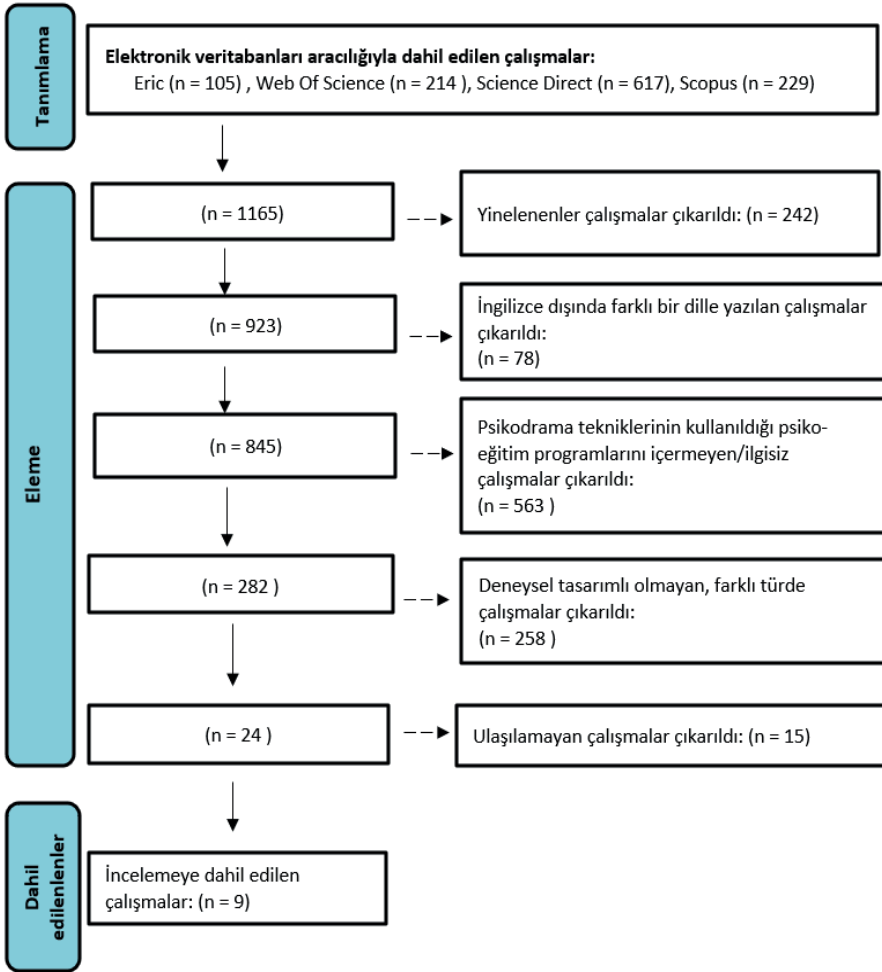 Tanımlama
Elektronik veritabanları aracılığıyla dahil edilen çalışmalar:
Eric (n = 105) , Web Of Science (n = 214 ), Science Direct (n = 617), Scopus (n = 229)
Eleme
(n = 1165)
Yinelenenler çalışmalar çıkarıldı: (n = 242)
(n = 923)
İngilizce dışında farklı bir dille yazılan çalışmalar
çıkarıldı:
(n = 78)
(n = 845)
Psikodrama tekniklerinin kullanıldığı psiko-
eğitim programlarını içermeyen/ilgisiz
çalışmalar çıkarıldı:
(n = 563 )
(n = 282 )
Deneysel tasarımlı olmayan, farklı türde
çalışmalar çıkarıldı:
(n = 258 )
(n = 24 )
Ulaşılamayan çalışmalar çıkarıldı: (n = 15)
Dahil
edilenlenler
İncelemeye dahil edilen
çalışmalar: (n = 9)